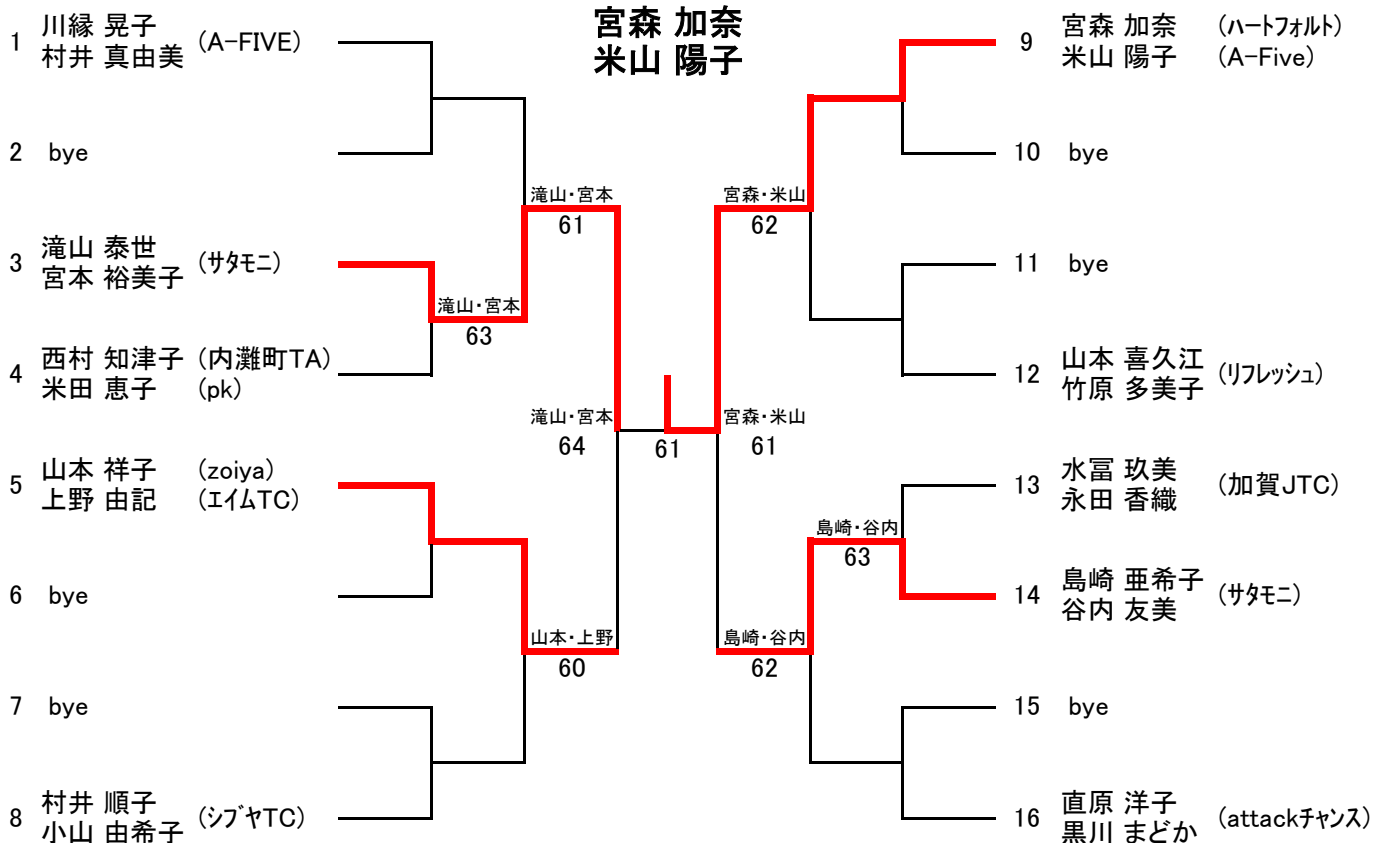 宮森 加奈
米山 陽子
1 川縁 晃子 (A-FIVE)
村井 真由美
2 bye
3 滝山 泰世 (サタモニ)
宮本 裕美子
4 西村 知津子 (内灘町TA)
米田 恵子 (pk)
5 山本 祥子 (zoiya)
上野 由記 (エイムTC)
6 bye
7 bye
8 村井 順子 (シブヤTC)
小山 由希子
滝山・宮本
63
滝山・宮本
61
山本・上野
60
滝山・宮本
64
61
宮森・米山
62
宮森・米山
61
島崎・谷内
63
島崎・谷内
62
9 宮森 加奈 (ハートフォルト)
米山 陽子 (A-Five)
10 bye
11 bye
12 山本 喜久江 (リフレッシュ)
竹原 多美子
13 水冨 玖美 (加賀JTC)
永田 香織
14 島崎 亜希子 (サタモニ)
谷内 友美
15 bye
16 直原 洋子 (attackチャンス)
黒川 まどか